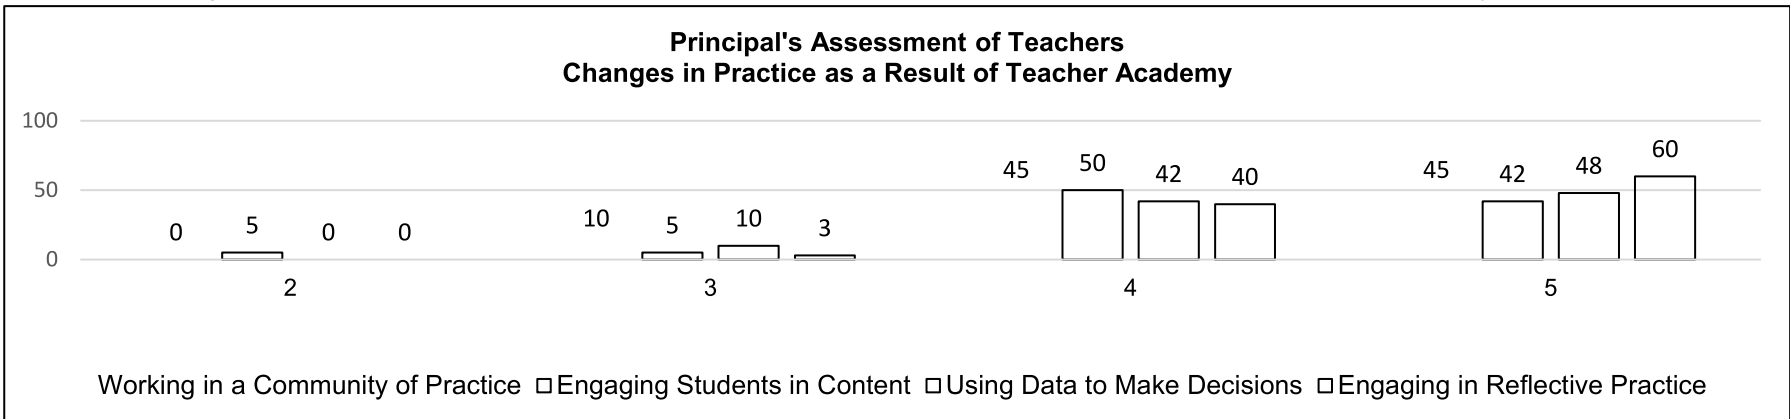 Principal's Assessment of Teachers
Changes in Practice as a Result of Teacher Academy
100
50
0
0 5 0 0
10 5 10 3
45 50 42 40
45 42 48 60
2 3 4 5
Working in a Community of Practice Engaging Students in Content Using Data to Make Decisions Engaging in Reflective Practice